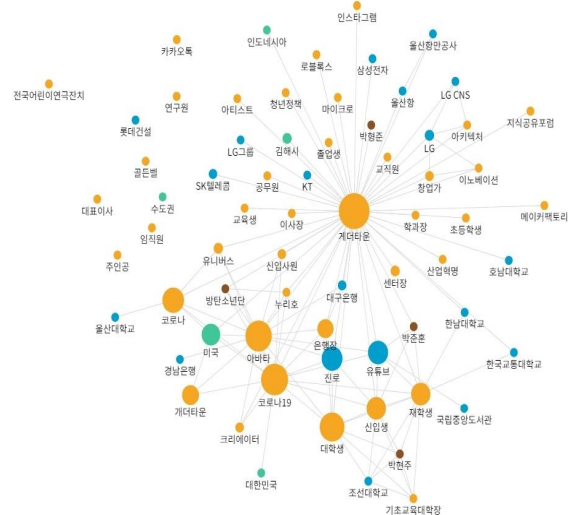 인스타그램
인도네시아
울산항만공사
카카오톡
로블록스
삼성전자
전국어린이연극잔치
연구원
아티스트
청년정책
마이크로
울산항
LG CNS
지식공유포럼
롯데건설
박형준
LG
아키텍처
LG그룹
김해시
졸업생
골든벨
교직원
SK텔레콤
공무원
KT
창업가
이노베이션
대표이사
수도권
교육생
이사장
게더타운
학과장
초등학생
메이커팩토리
임직원
주인공
유니버스
신입사원
센터장
산업혁명
호남대학교
방탄소년단
누리호
대구은행
코로나
울산대학교
미국
아바타
은행장
박준훈
한남대학교
경남은행
진로
유튜브
한국교통대학교
개더타운
코로나19
재학생
신입생
국립중앙도서관
크리에이터
대학생
박현주
대한민국
조선대학교
기초교육대학장